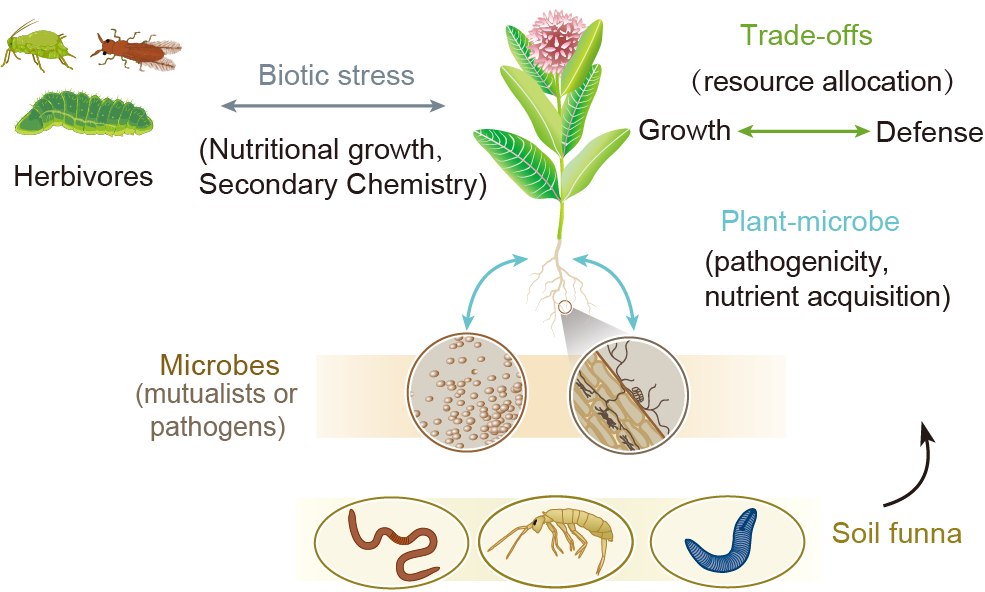 Biotic stress
(Nutritional growth,
Secondary Chemistry)
Herbivores
Trade-offs
（resource allocation）
Growth
Defense
Plant-microbe
(pathogenicity,
nutrient acquisition)
Microbes
(mutualists or
pathogens)
Soil funna